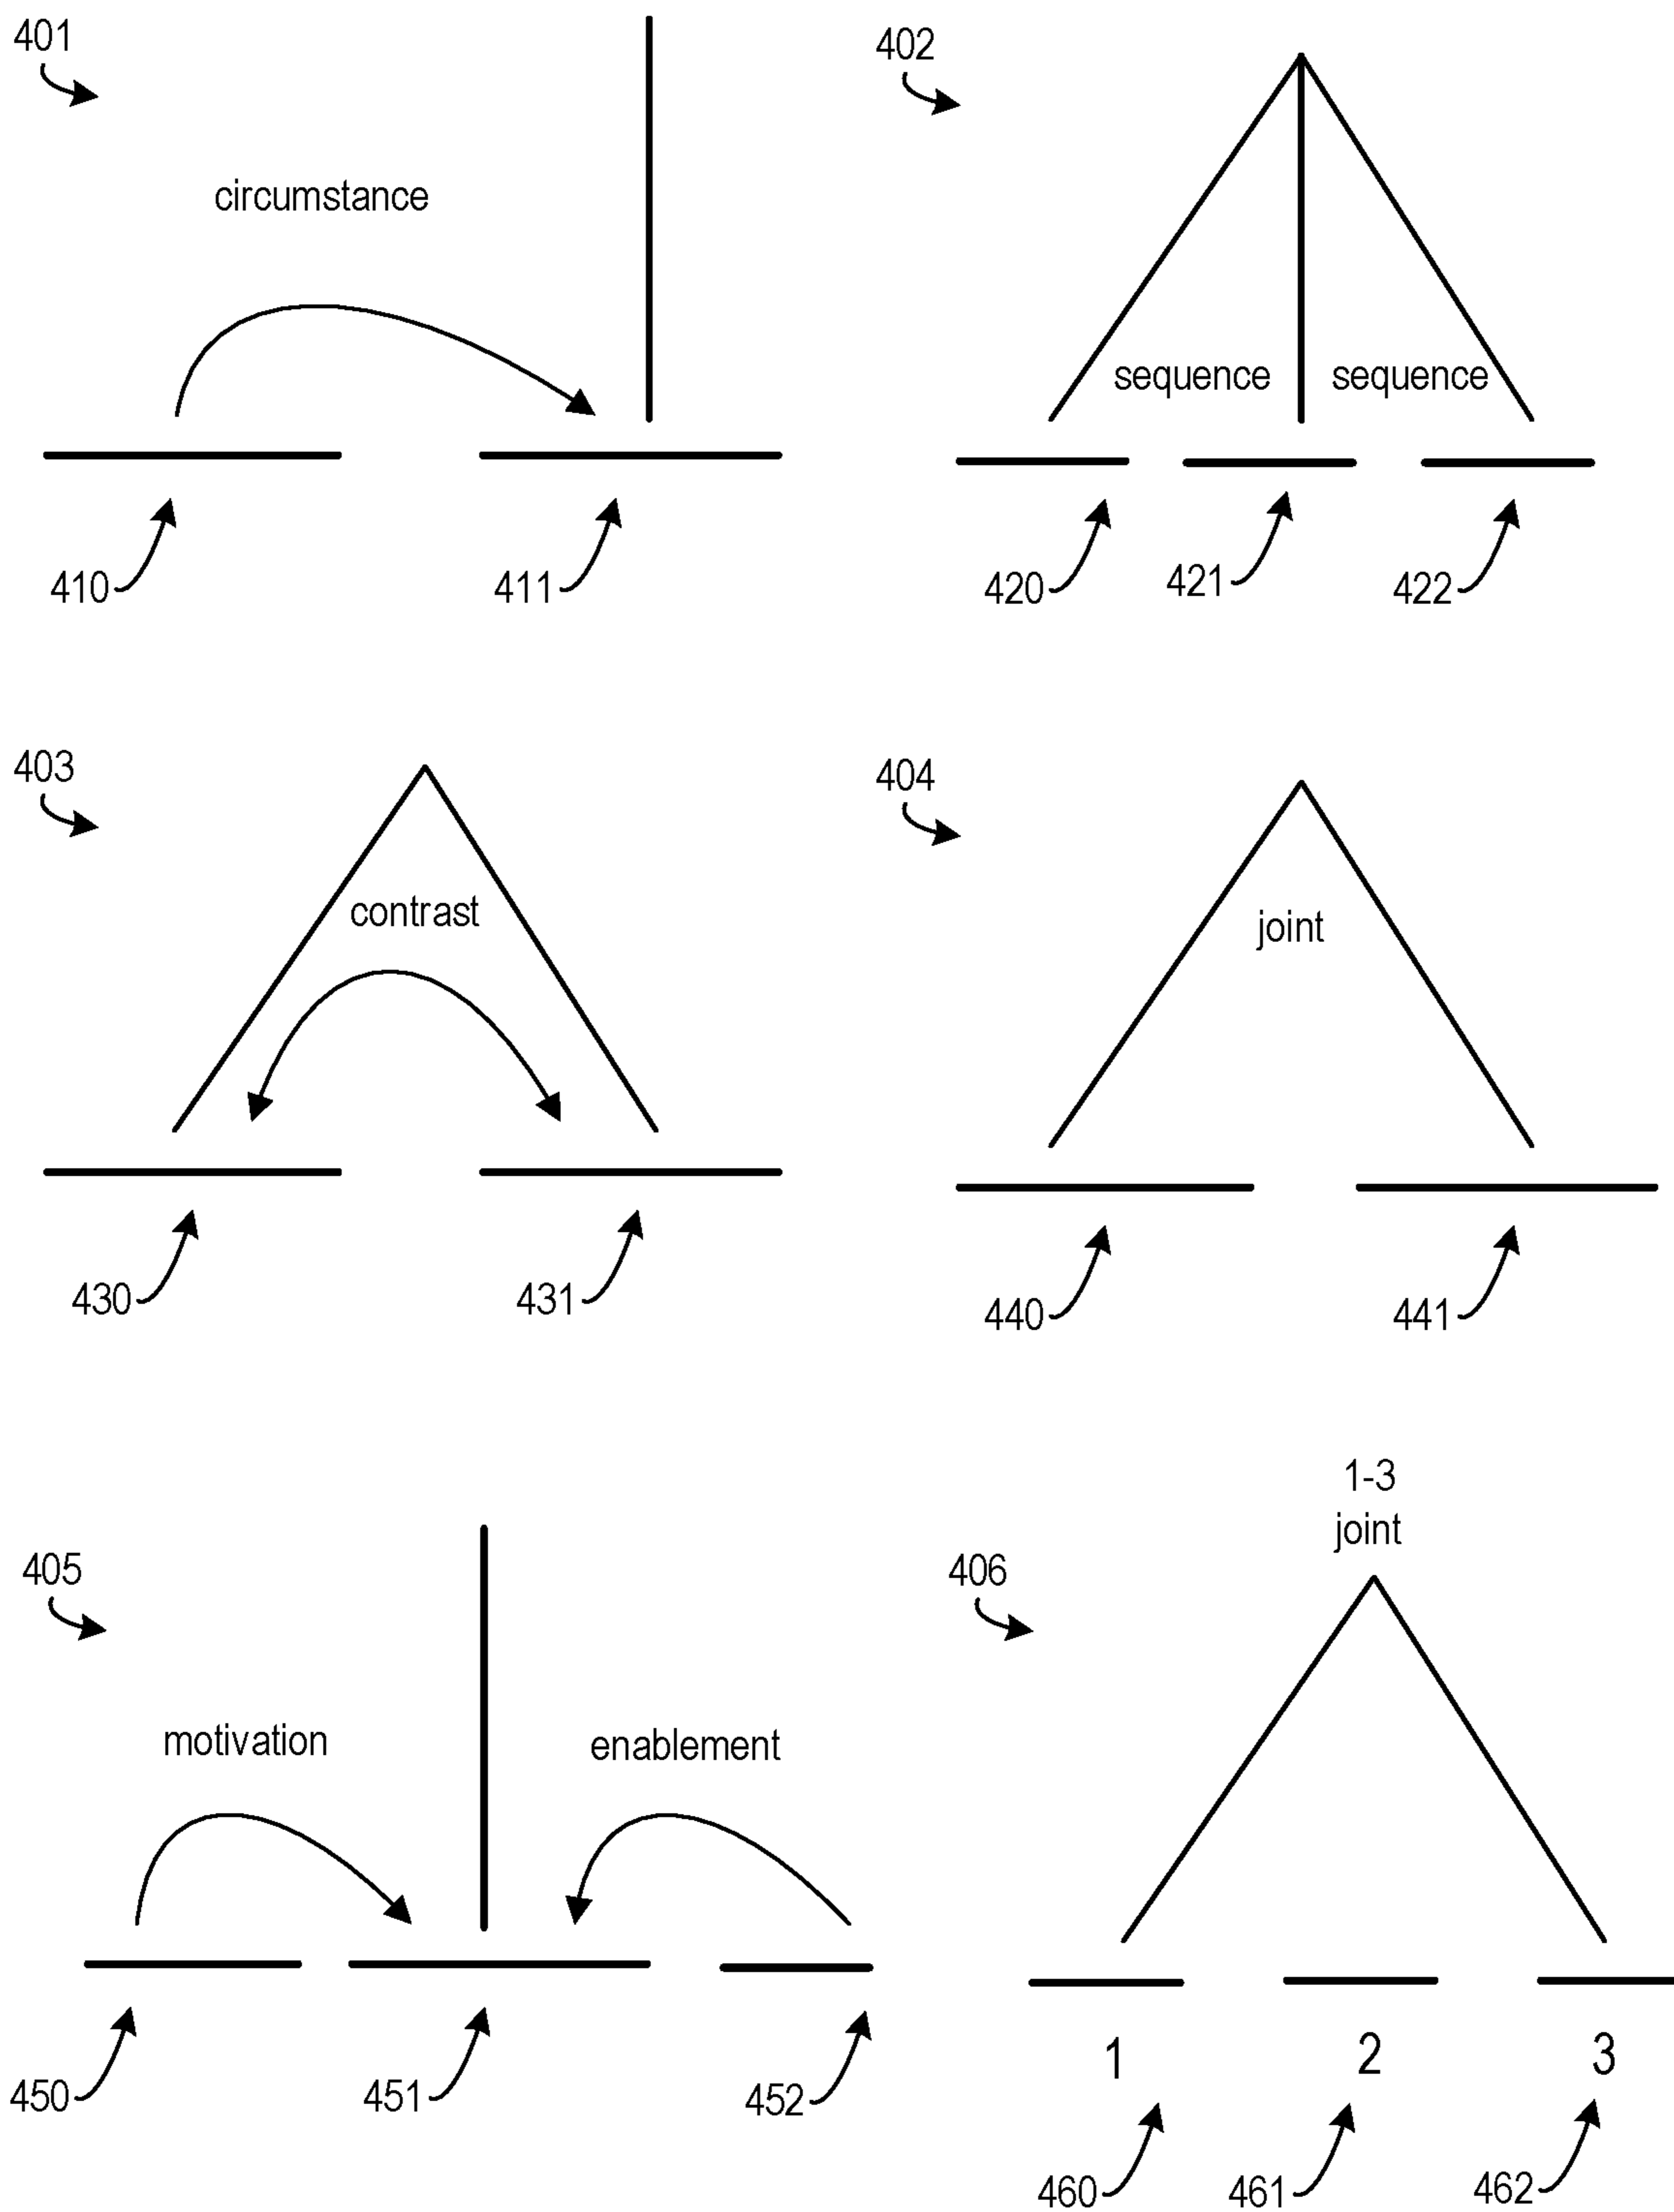 401
402
circumstance
sequence sequence
410 411
420 421 422
403
404
contrast
joint
430 431
440 441
1-3
joint
405
406
motivation enablement
1 2 3
450 451 452
460 461 462